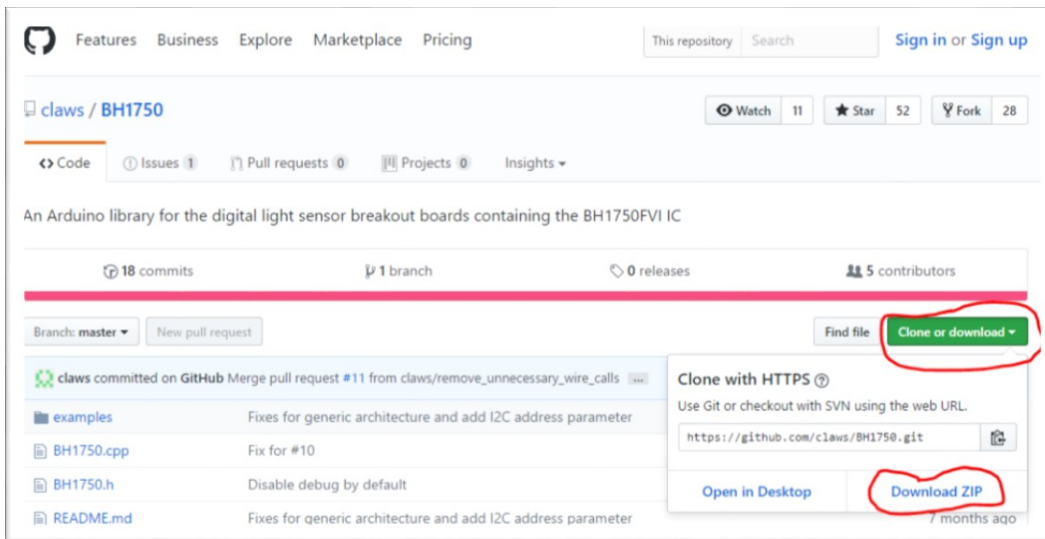 Features Business Explore Marketplace Pricing This repository Search Sign in or Sign up
claws / BH1750 Watch 11 Star 52 Fork 28
Code Issues 1 Pull requests 0 Projects 0 Insights
An Arduino library for the digital light sensor breakout boards containing the BH1750FVI IC
18 commits 1 branch 0 releases 5 contributors
Branch: master New pull request Find file Clone or download
claws committed on GitHub Merge pull request #11 from claws/remove_unnecessary_wire_calls ...
examples Fixes for generic architecture and add I2C address parameter
BH1750.cpp Fix for #10
BH1750.h Disable debug by default
README.md Fixes for generic architecture and add I2C address parameter 7 months ago
Clone with HTTPS
Use Git or checkout with SVN using the web URL.
https://github.com/claws/BH1750.git
Open in Desktop Download ZIP